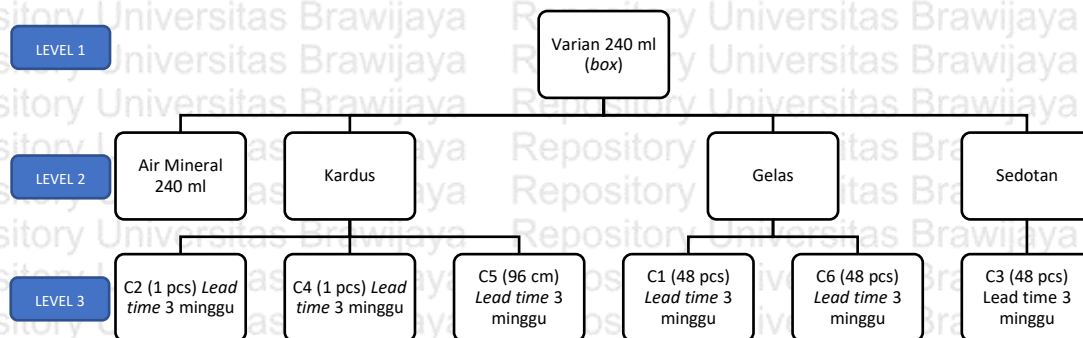 LEVEL 1
Varian 240 ml
(box)
LEVEL 2
Air Mineral
240 ml
Kardus
Gelas
Sedotan
LEVEL 3
C2 (1 pcs) Lead
time 3 minggu
C4 (1 pcs) Lead
time 3 minggu
C5 (96 cm)
Lead time 3
minggu
C1 (48 pcs)
Lead time 3
minggu
C6 (48 pcs)
Lead time 3
minggu
C3 (48 pcs)
Lead time 3
minggu
Repository Universitas Brawijaya